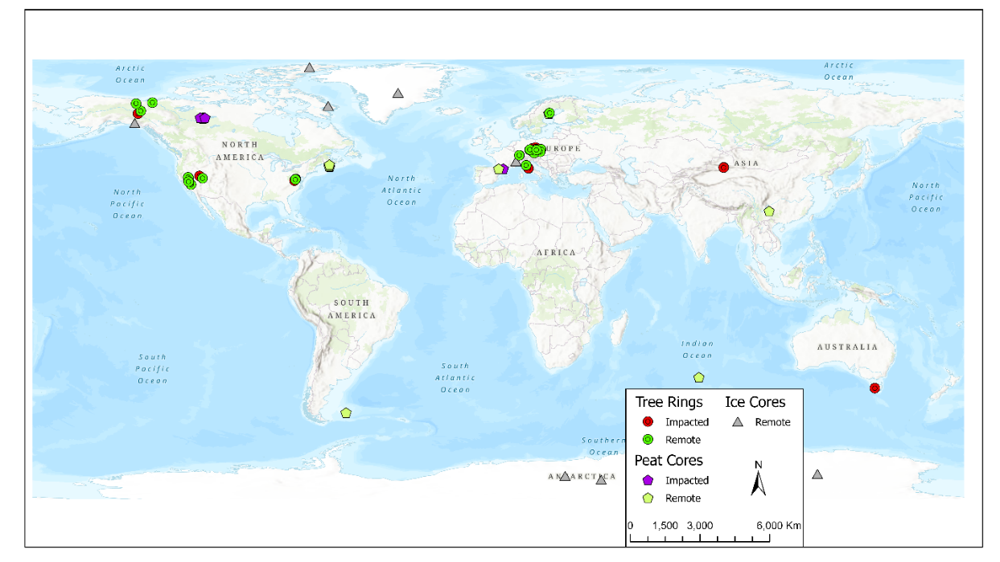 Arctic
Ocean
Arctic
Ocean
NORTH
AMERICA
EUROPE
ASIA
North
Pacific
Ocean
North
Atlantic
Ocean
North
Pacific
Ocean
AFRICA
SOUTH
AMERICA
South
Pacific
Ocean
South
Atlantic
Ocean
Indian
Ocean
AUSTRALIA
Southern
Ocean
ANTARCTICA
Tree Rings
Impacted
Remote
Peat Cores
Impacted
Remote
Ice Cores
Remote
N
0 1,500 3,000 6,000 Km